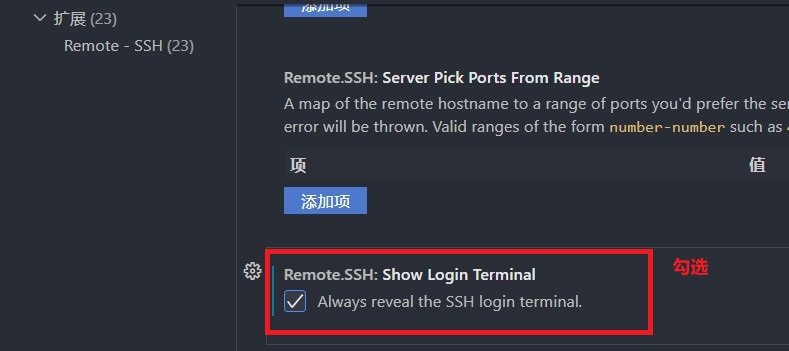 扩展 (23)
Remote - SSH (23)
添加项
Remote.SSH: Server Pick Ports From Range
A map of the remote hostname to a range of ports you'd prefer the
error will be thrown. Valid ranges of the form number-number such as
项 值
添加项
Remote.SSH: Show Login Terminal
Always reveal the SSH login terminal.
勾选